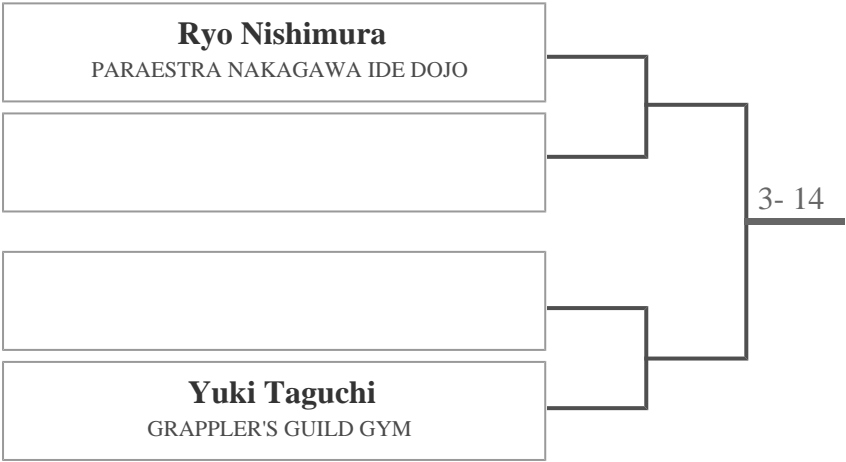 Ryo Nishimura
PARAESTRA NAKAGAWA IDE DOJO
3- 14
Yuki Taguchi
GRAPPLER'S GUILD GYM